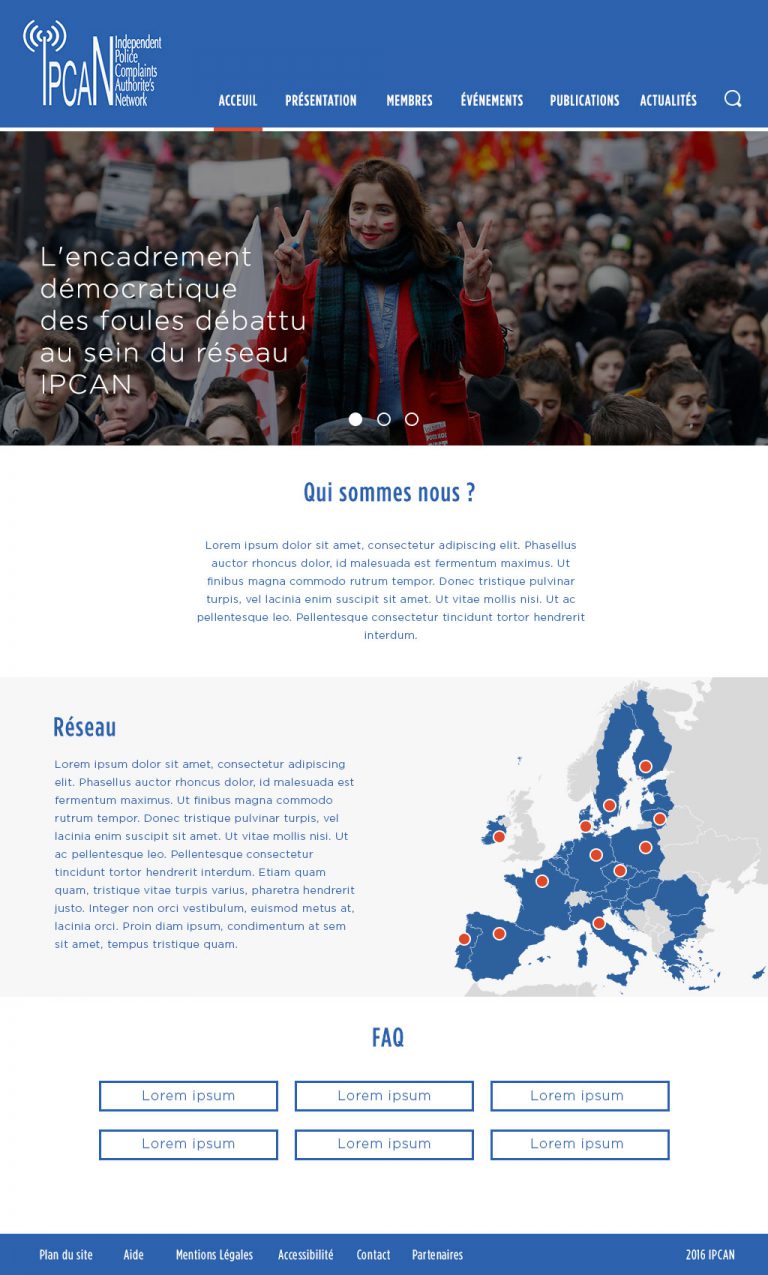 IPCAN
Independent
Police
Complaints
Authorite's
Network
ACCEUIL PRÉSENTATION MEMBRES ÉVÉNEMENTS PUBLICATIONS ACTUALITÉS
L'encadrement
démocratique
des foules débattu
au sein du réseau
IPCAN
Qui sommes nous ?
Lorem ipsum dolor sit amet, consectetur adipiscing elit. Phasellus
auctor rhoncus dolor, id malesuada est fermentum maximus. Ut
finibus magna commodo rutrum tempor. Donec tristique pulvinar
turpis, vel lacinia enim suscipit sit amet. Ut vitae mollis nisi. Ut ac
pellentesque leo. Pellentesque consectetur tincidunt tortor hendrerit
interdum.
Réseau
Lorem ipsum dolor sit amet, consectetur adipiscing
elit. Phasellus auctor rhoncus dolor, id malesuada est
fermentum maximus. Ut finibus magna commodo
rutrum tempor. Donec tristique pulvinar turpis, vel
lacinia enim suscipit sit amet. Ut vitae mollis nisi. Ut
ac pellentesque leo. Pellentesque consectetur
tincidunt tortor hendrerit interdum. Etiam quam
quam, tristique vitae turpis varius, pharetra hendrerit
justo. Integer non orci vestibulum, euismod metus at,
lacinia orci. Proin diam ipsum, condimentum at sem
sit amet, tempus tristique quam.
FAQ
Lorem ipsum Lorem ipsum Lorem ipsum
Lorem ipsum Lorem ipsum Lorem ipsum
Plan du site Aide Mentions Légales Accessibilité Contact Partenaires 2016 IPCAN